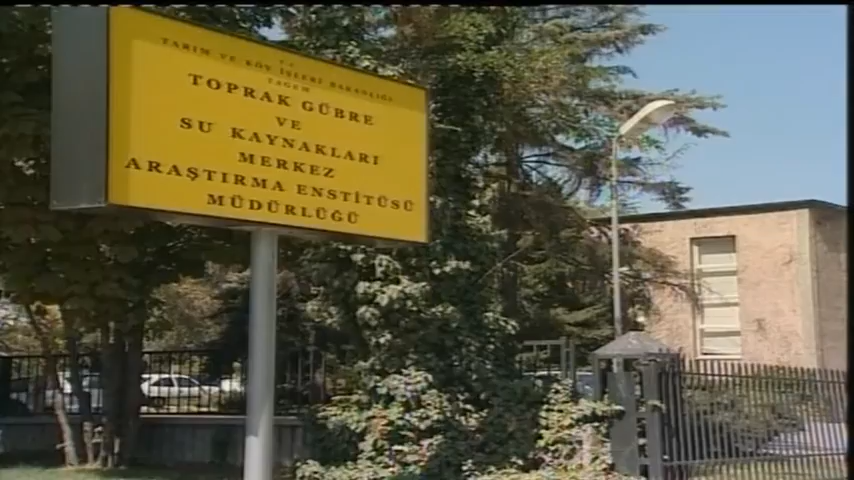 T.C.
TARIM VE KÖY İŞLERİ BAKANLIĞI
TAGEM
TOPRAK GÜBRE
VE
SU KAYNAKLARI
MERKEZ
ARAŞTIRMA ENSTİTÜSÜ
MÜDÜRLÜĞÜ